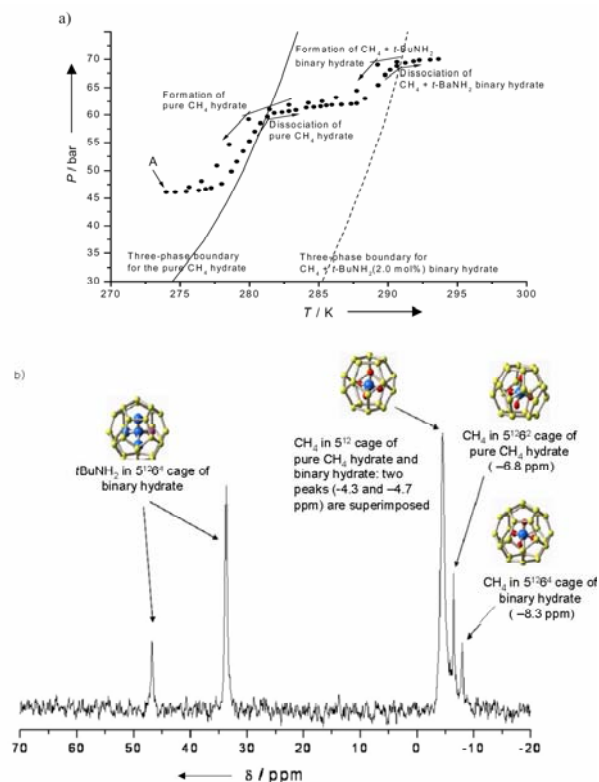 a)
P / bar
75
70
65
60
55
50
45
40
35
30
270
275
280
285
290
295
300
T / K
A
Formation of
pure CH4 hydrate
Dissociation of
pure CH4 hydrate
Formation of CH4 + t-BuNH2
binary hydrate
Dissociation of
CH4 + t-BaNH2 binary hydrate
Three-phase boundary
for the pure CH4 hydrate
Three-phase boundary for
CH4 + t-BuNH2(2.0 mol%) binary hydrate
b)
tBuNH2 in 5¹²6⁴ cage of
binary hydrate
CH4 in 5¹² cage of
pure CH4 hydrate and
binary hydrate: two
peaks (-4.3 and −4.7
ppm) are superimposed
CH4 in 5¹²6² cage of
pure CH4 hydrate
( −6.8 ppm)
CH4 in 5¹²6⁴ cage of
binary hydrate
( −8.3 ppm)
70
60
50
40
30
20
10
0
-10
-20
δ / ppm